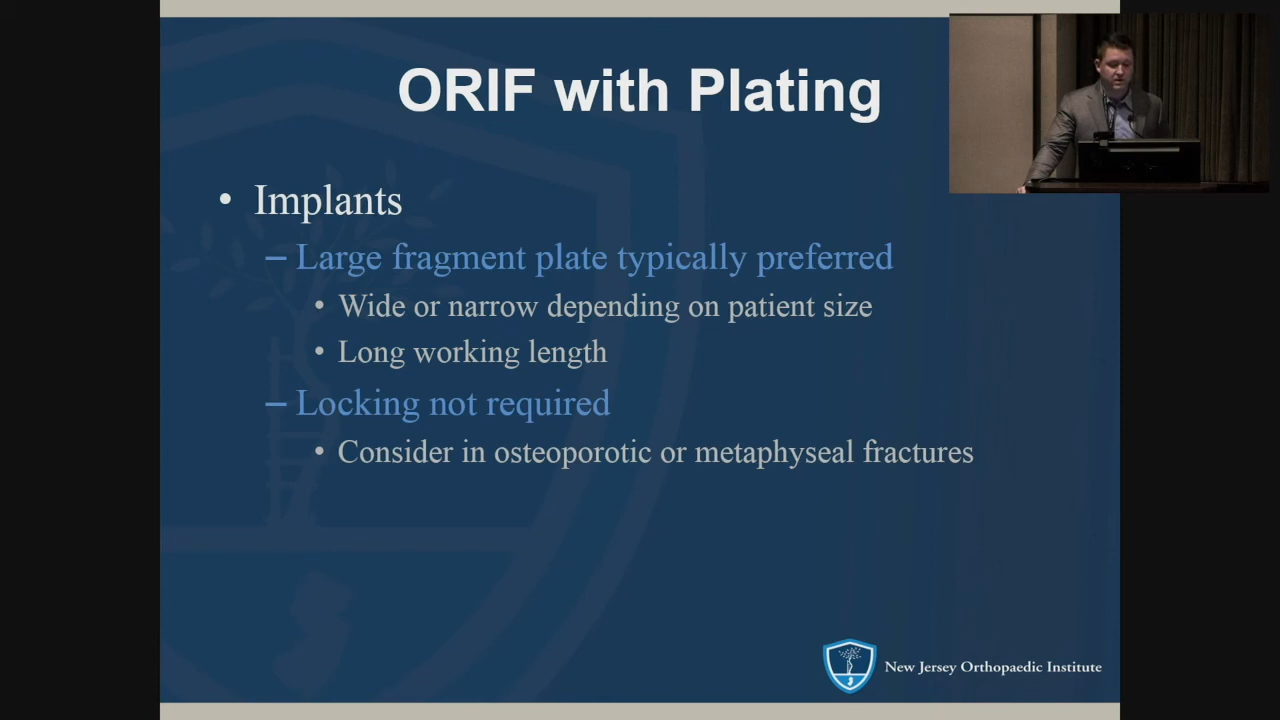 ORIF with Plating
• Implants
– Large fragment plate typically preferred
• Wide or narrow depending on patient size
• Long working length
– Locking not required
• Consider in osteoporotic or metaphyseal fractures
New Jersey Orthopaedic Institute